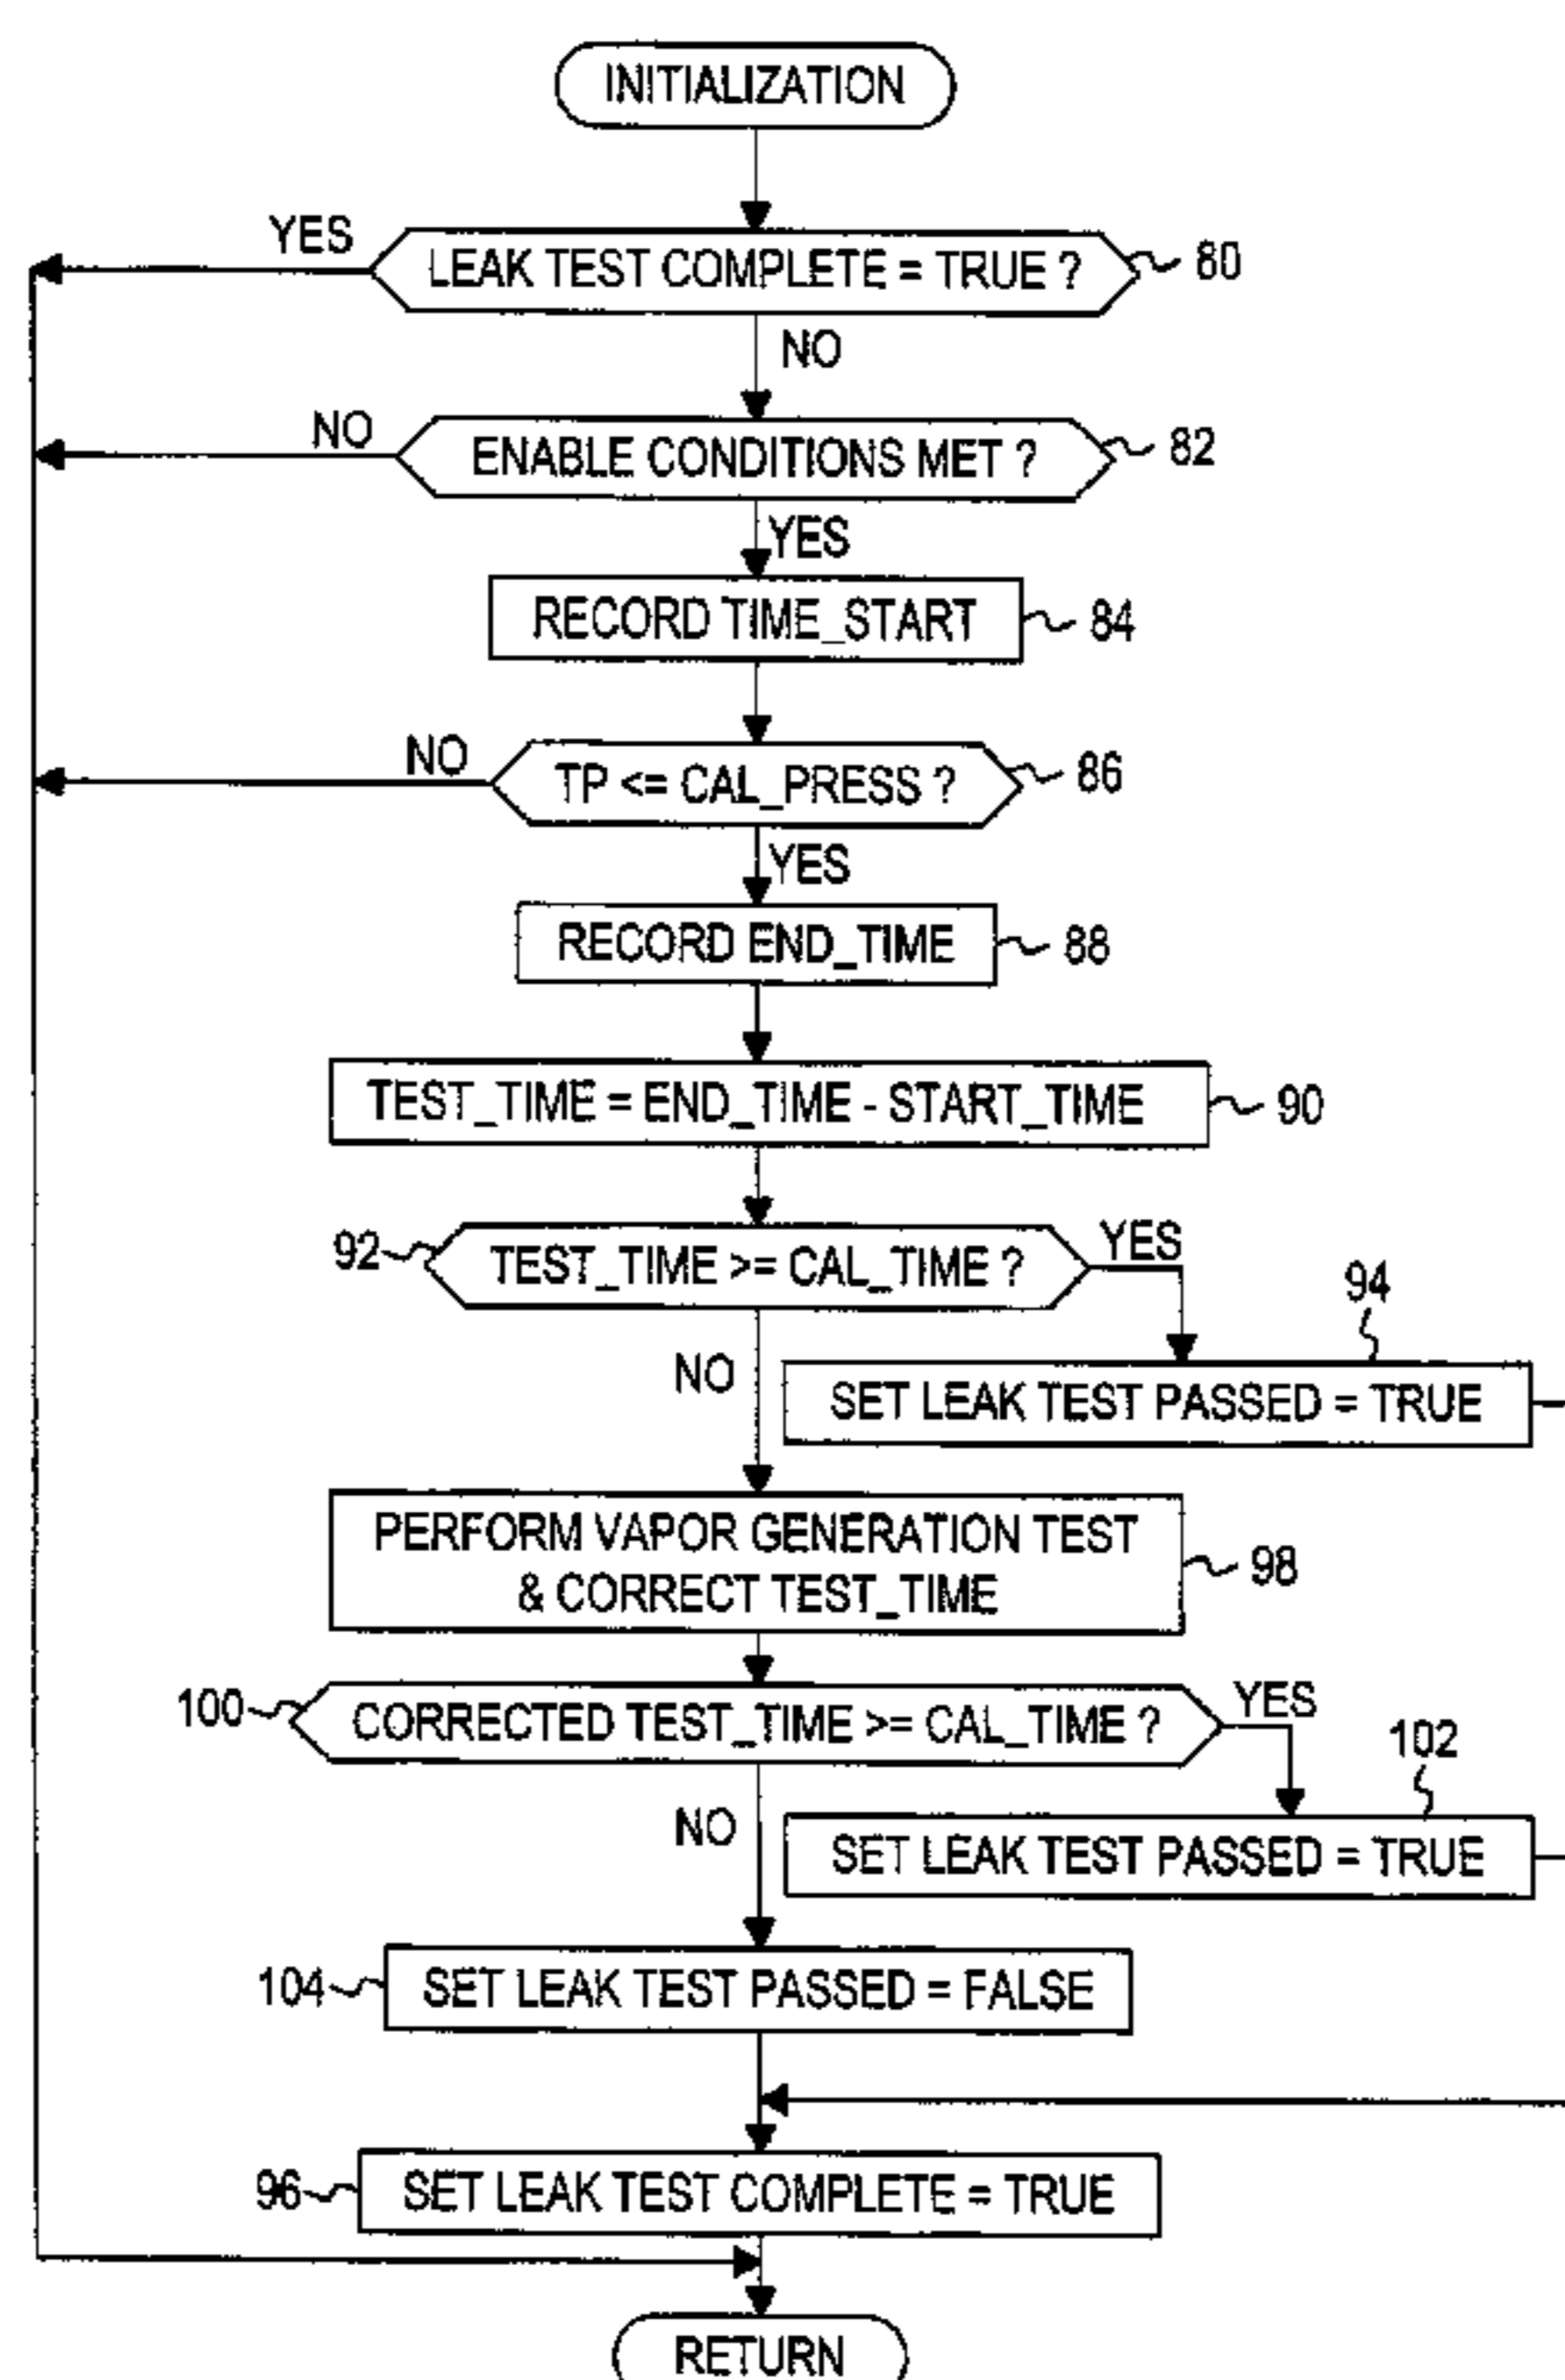 INITIALIZATION
YES
LEAK TEST COMPLETE = TRUE ?
80
NO
NO
ENABLE CONDITIONS MET ?
82
YES
RECORD TIME_START
84
NO
TP <= CAL_PRESS ?
86
YES
RECORD END_TIME
88
TEST_TIME = END_TIME - START_TIME
90
92
TEST_TIME >= CAL_TIME ?
YES
94
NO
SET LEAK TEST PASSED = TRUE
PERFORM VAPOR GENERATION TEST
& CORRECT TEST_TIME
98
100
CORRECTED TEST_TIME >= CAL_TIME ?
YES
102
NO
SET LEAK TEST PASSED = TRUE
104
SET LEAK TEST PASSED = FALSE
96
SET LEAK TEST COMPLETE = TRUE
RETURN